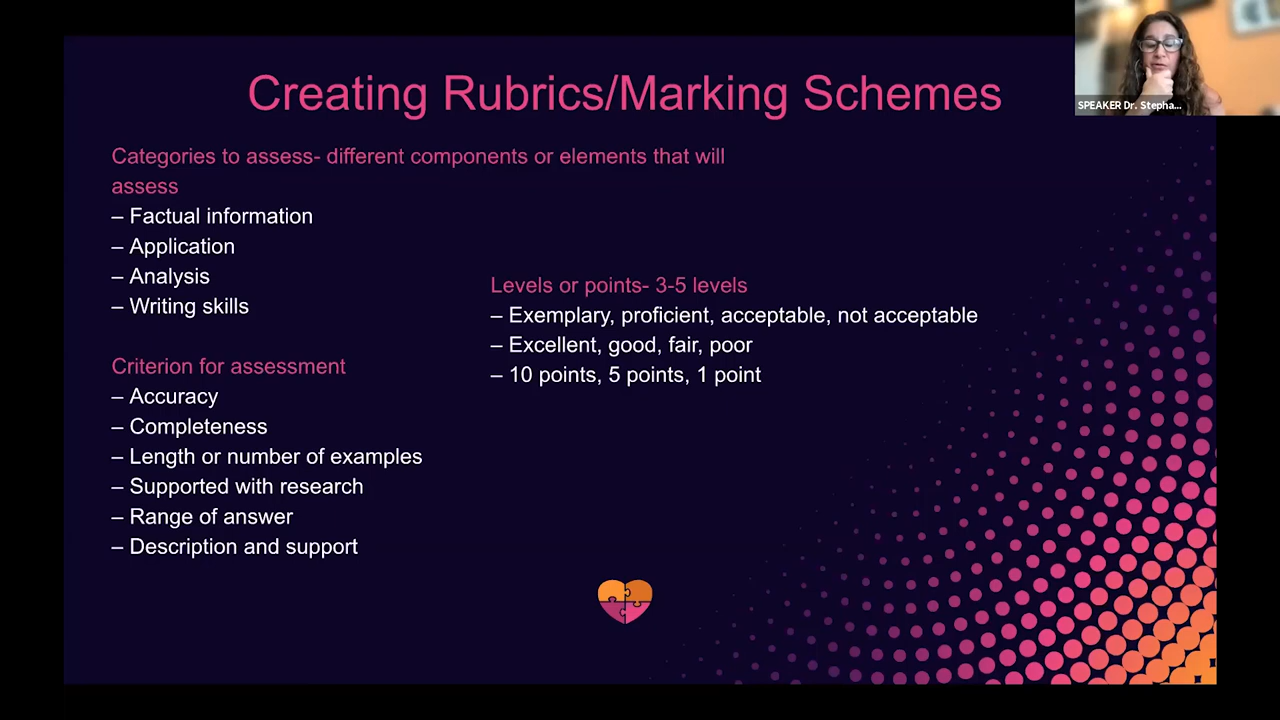 Creating Rubrics/Marking Schemes
SPEAKER Dr. Stepha...
Categories to assess- different components or elements that will
assess
– Factual information
– Application
– Analysis
– Writing skills
Criterion for assessment
– Accuracy
– Completeness
– Length or number of examples
– Supported with research
– Range of answer
– Description and support
Levels or points- 3-5 levels
– Exemplary, proficient, acceptable, not acceptable
– Excellent, good, fair, poor
– 10 points, 5 points, 1 point